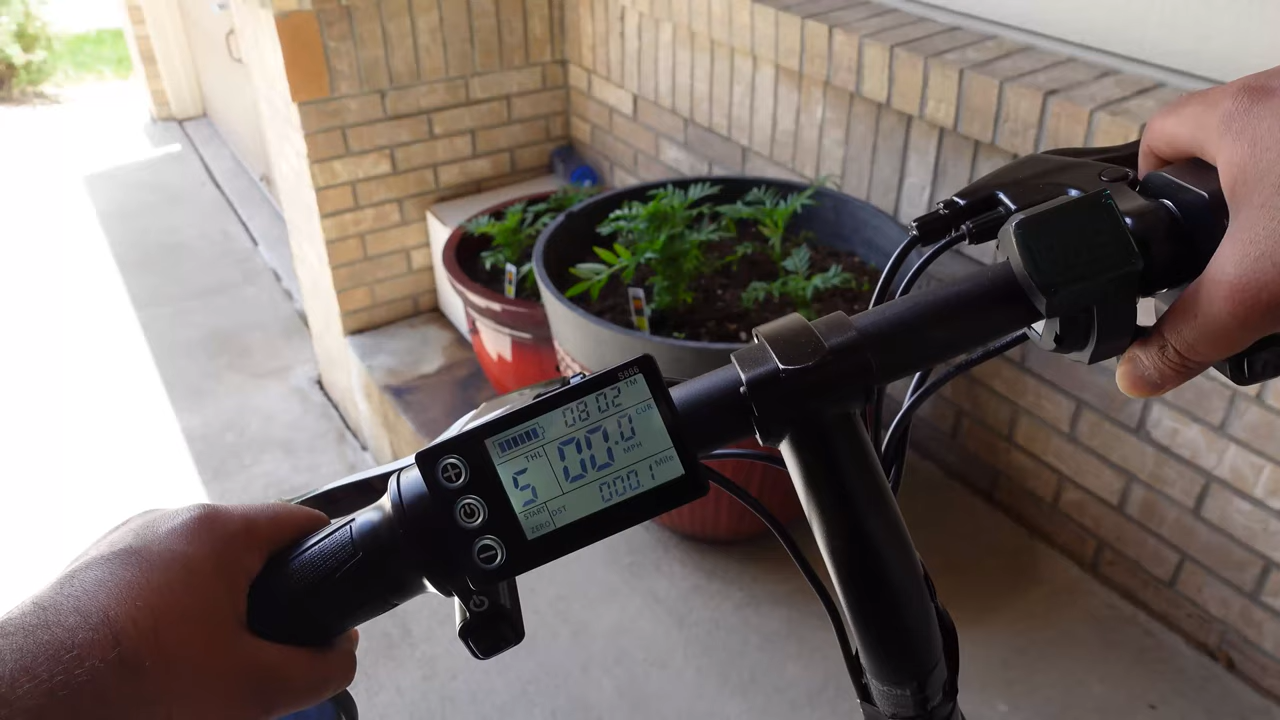 S866
08 02 TM
THL
5
00.0 CUR
MPH
START
ZERO
DST 000.1 Mile